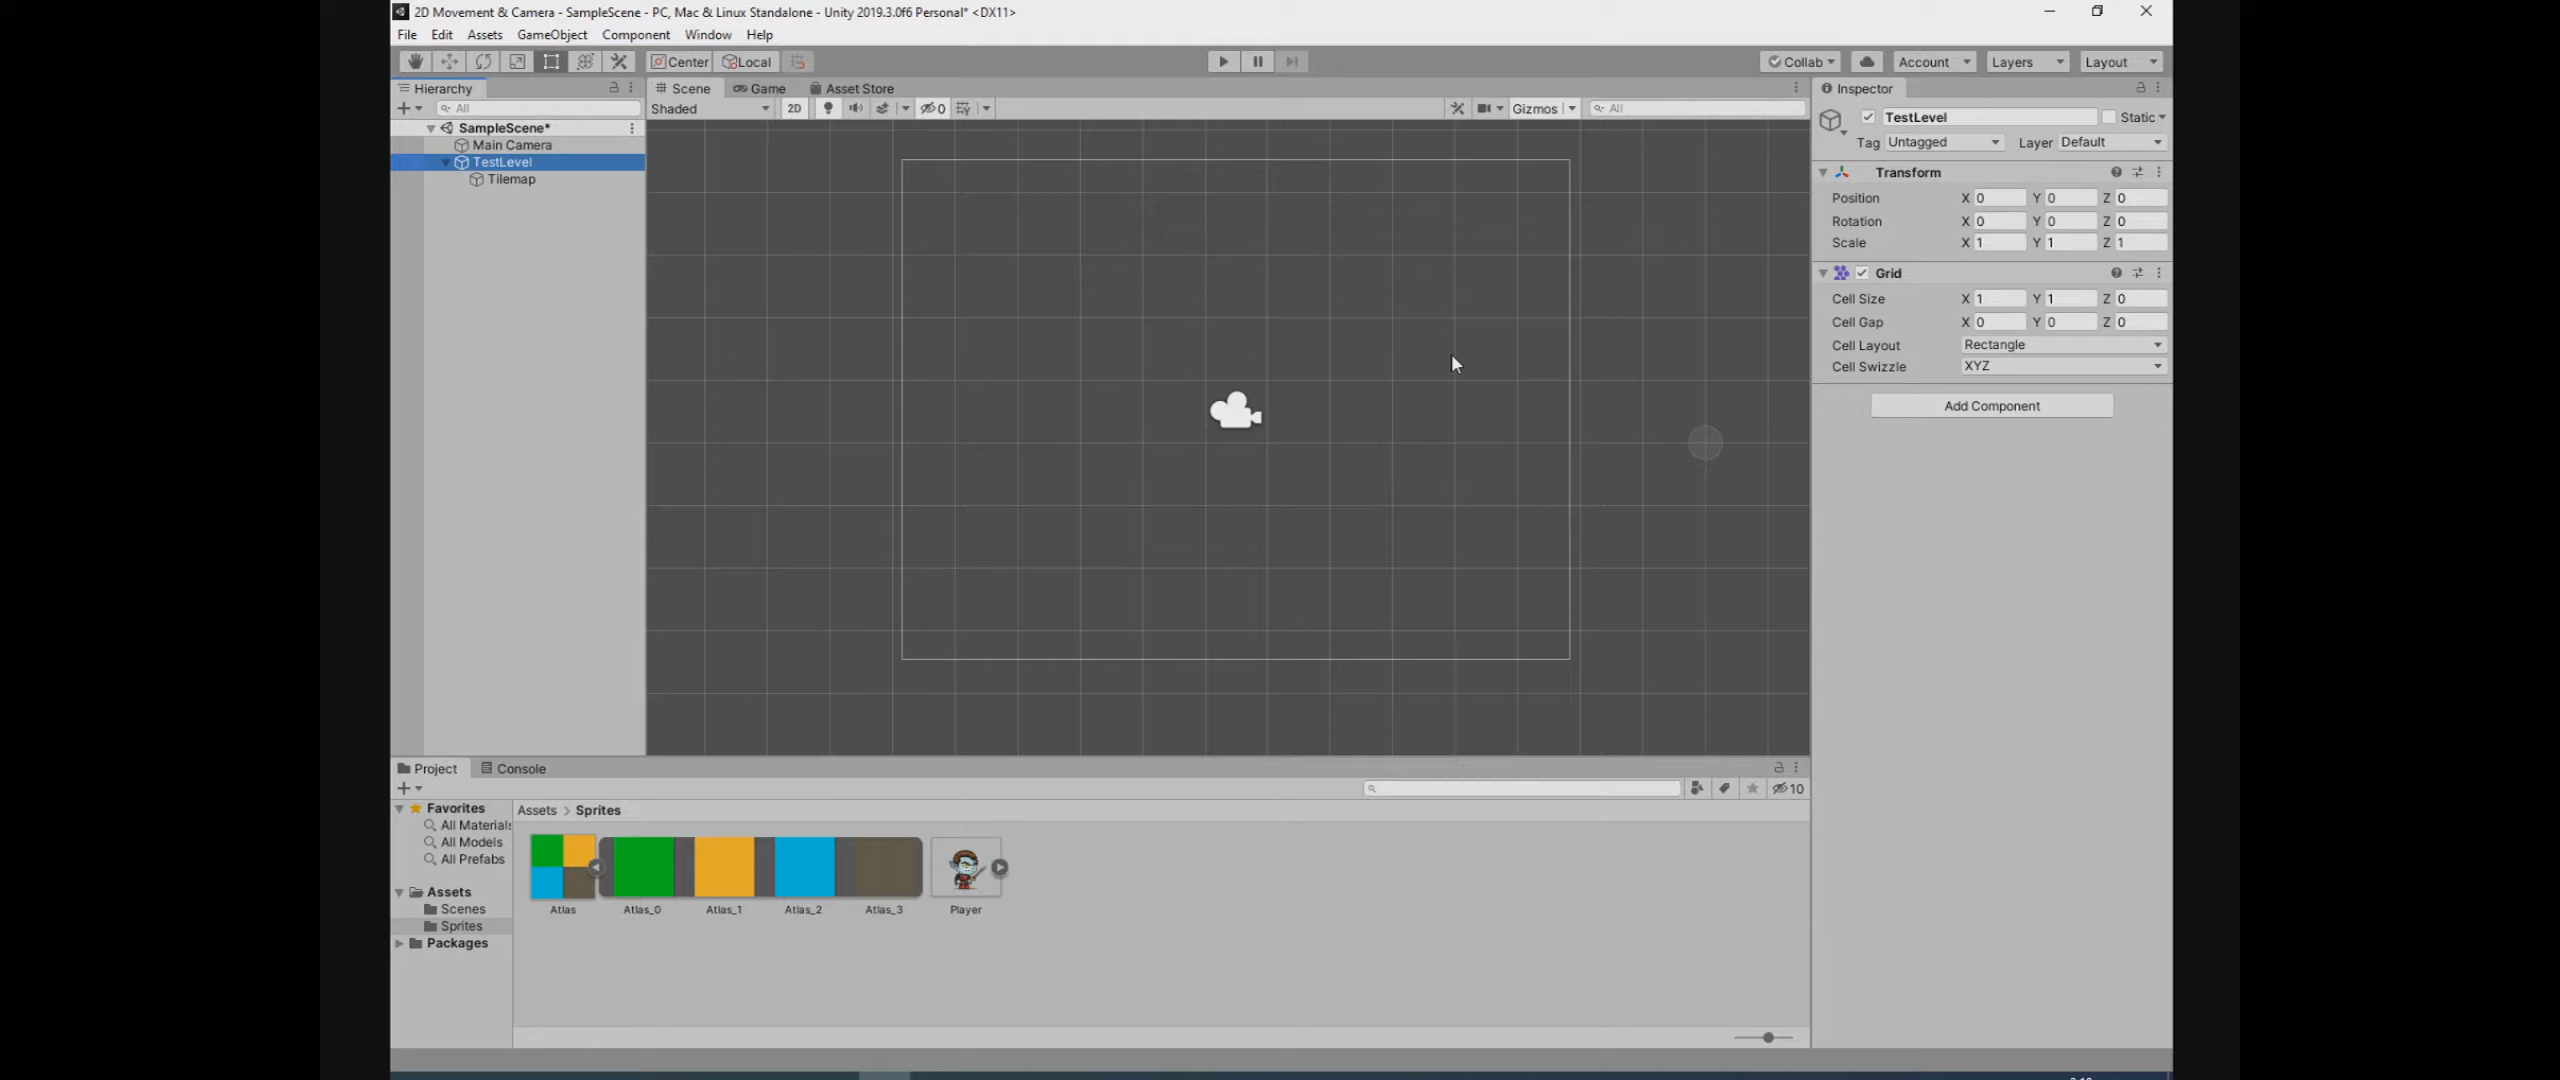 2D Movement & Camera - SampleScene - PC, Mac & Linux Standalone - Unity 2019.3.0f6 Personal* <DX11>
File Edit Assets GameObject Component Window Help
Center Local Collab Account Layers Layout
Hierarchy
All
SampleScene*
Main Camera
TestLevel
Tilemap
Scene Game Asset Store
Shaded 2D 0 Gizmos All
Inspector
TestLevel Static
Tag Untagged Layer Default
Transform
Position X 0 Y 0 Z 0
Rotation X 0 Y 0 Z 0
Scale X 1 Y 1 Z 1
Grid
Cell Size X 1 Y 1 Z 0
Cell Gap X 0 Y 0 Z 0
Cell Layout Rectangle
Cell Swizzle XYZ
Add Component
Project Console
10
Favorites
All Materials
All Models
All Prefabs
Assets
Scenes
Sprites
Packages
Assets > Sprites
Atlas Atlas_0 Atlas_1 Atlas_2 Atlas_3 Player